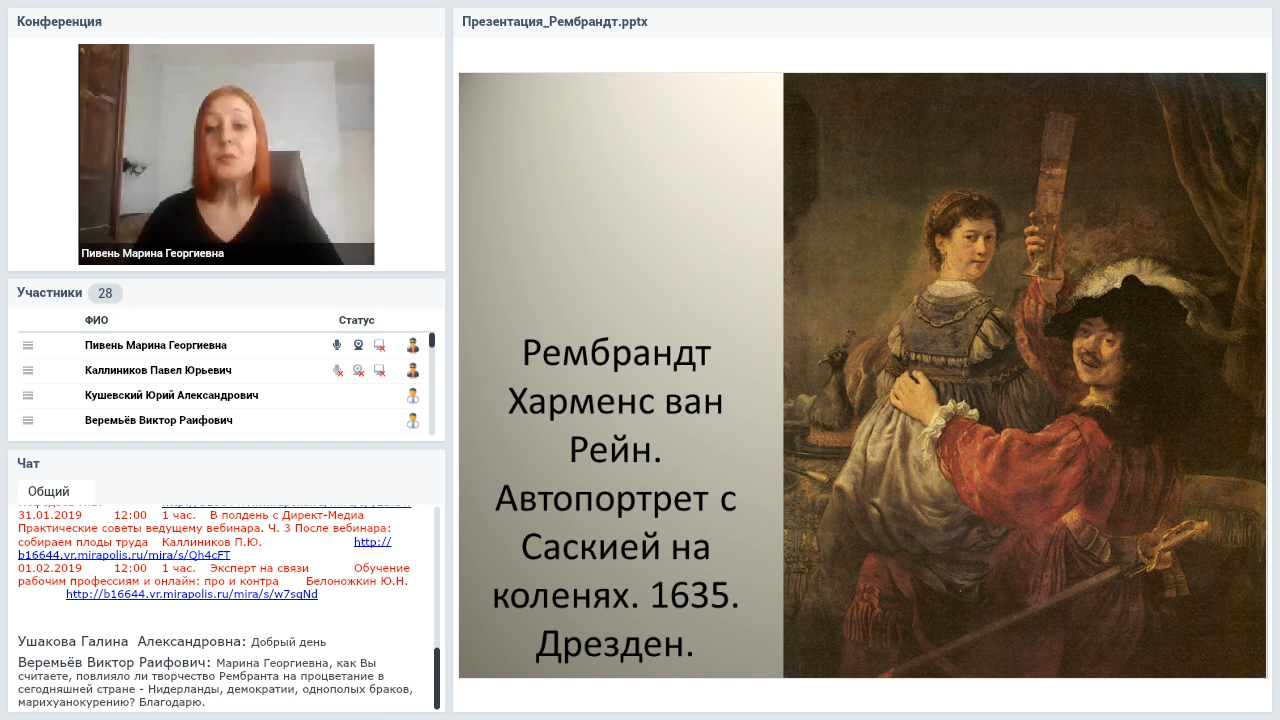 Конференция
Пивень Марина Георгиевна
Участники 28
ФИО Статус
Пивень Марина Георгиевна
Каллиников Павел Юрьевич
Кушевский Юрий Александрович
Веремьёв Виктор Раифович
Чат
Общий
31.01.2019 12:00 1 час. В полдень с Директ-Медиа
Практические советы ведущему вебинара. Ч. 3 После вебинара:
собираем плоды труда Каллиников П.Ю. http://
b16644.vr.mirapolis.ru/mira/s/Qh4cFT
01.02.2019 12:00 1 час. Эксперт на связи Обучение
рабочим профессиям и онлайн: про и контра Белоножкин Ю.Н.
http://b16644.vr.mirapolis.ru/mira/s/w7sqNd
Ушакова Галина Александровна: Добрый день
Веремьёв Виктор Раифович: Марина Георгиевна, как Вы
считаете, повлияло ли творчество Рембранта на процветание в
сегодняшней стране - Нидерланды, демократии, однополых браков,
марихуанокурению? Благодарю.
Презентация_Рембрандт.pptx
Рембрандт
Харменс ван
Рейн.
Автопортрет с
Саскией на
коленях. 1635.
Дрезден.